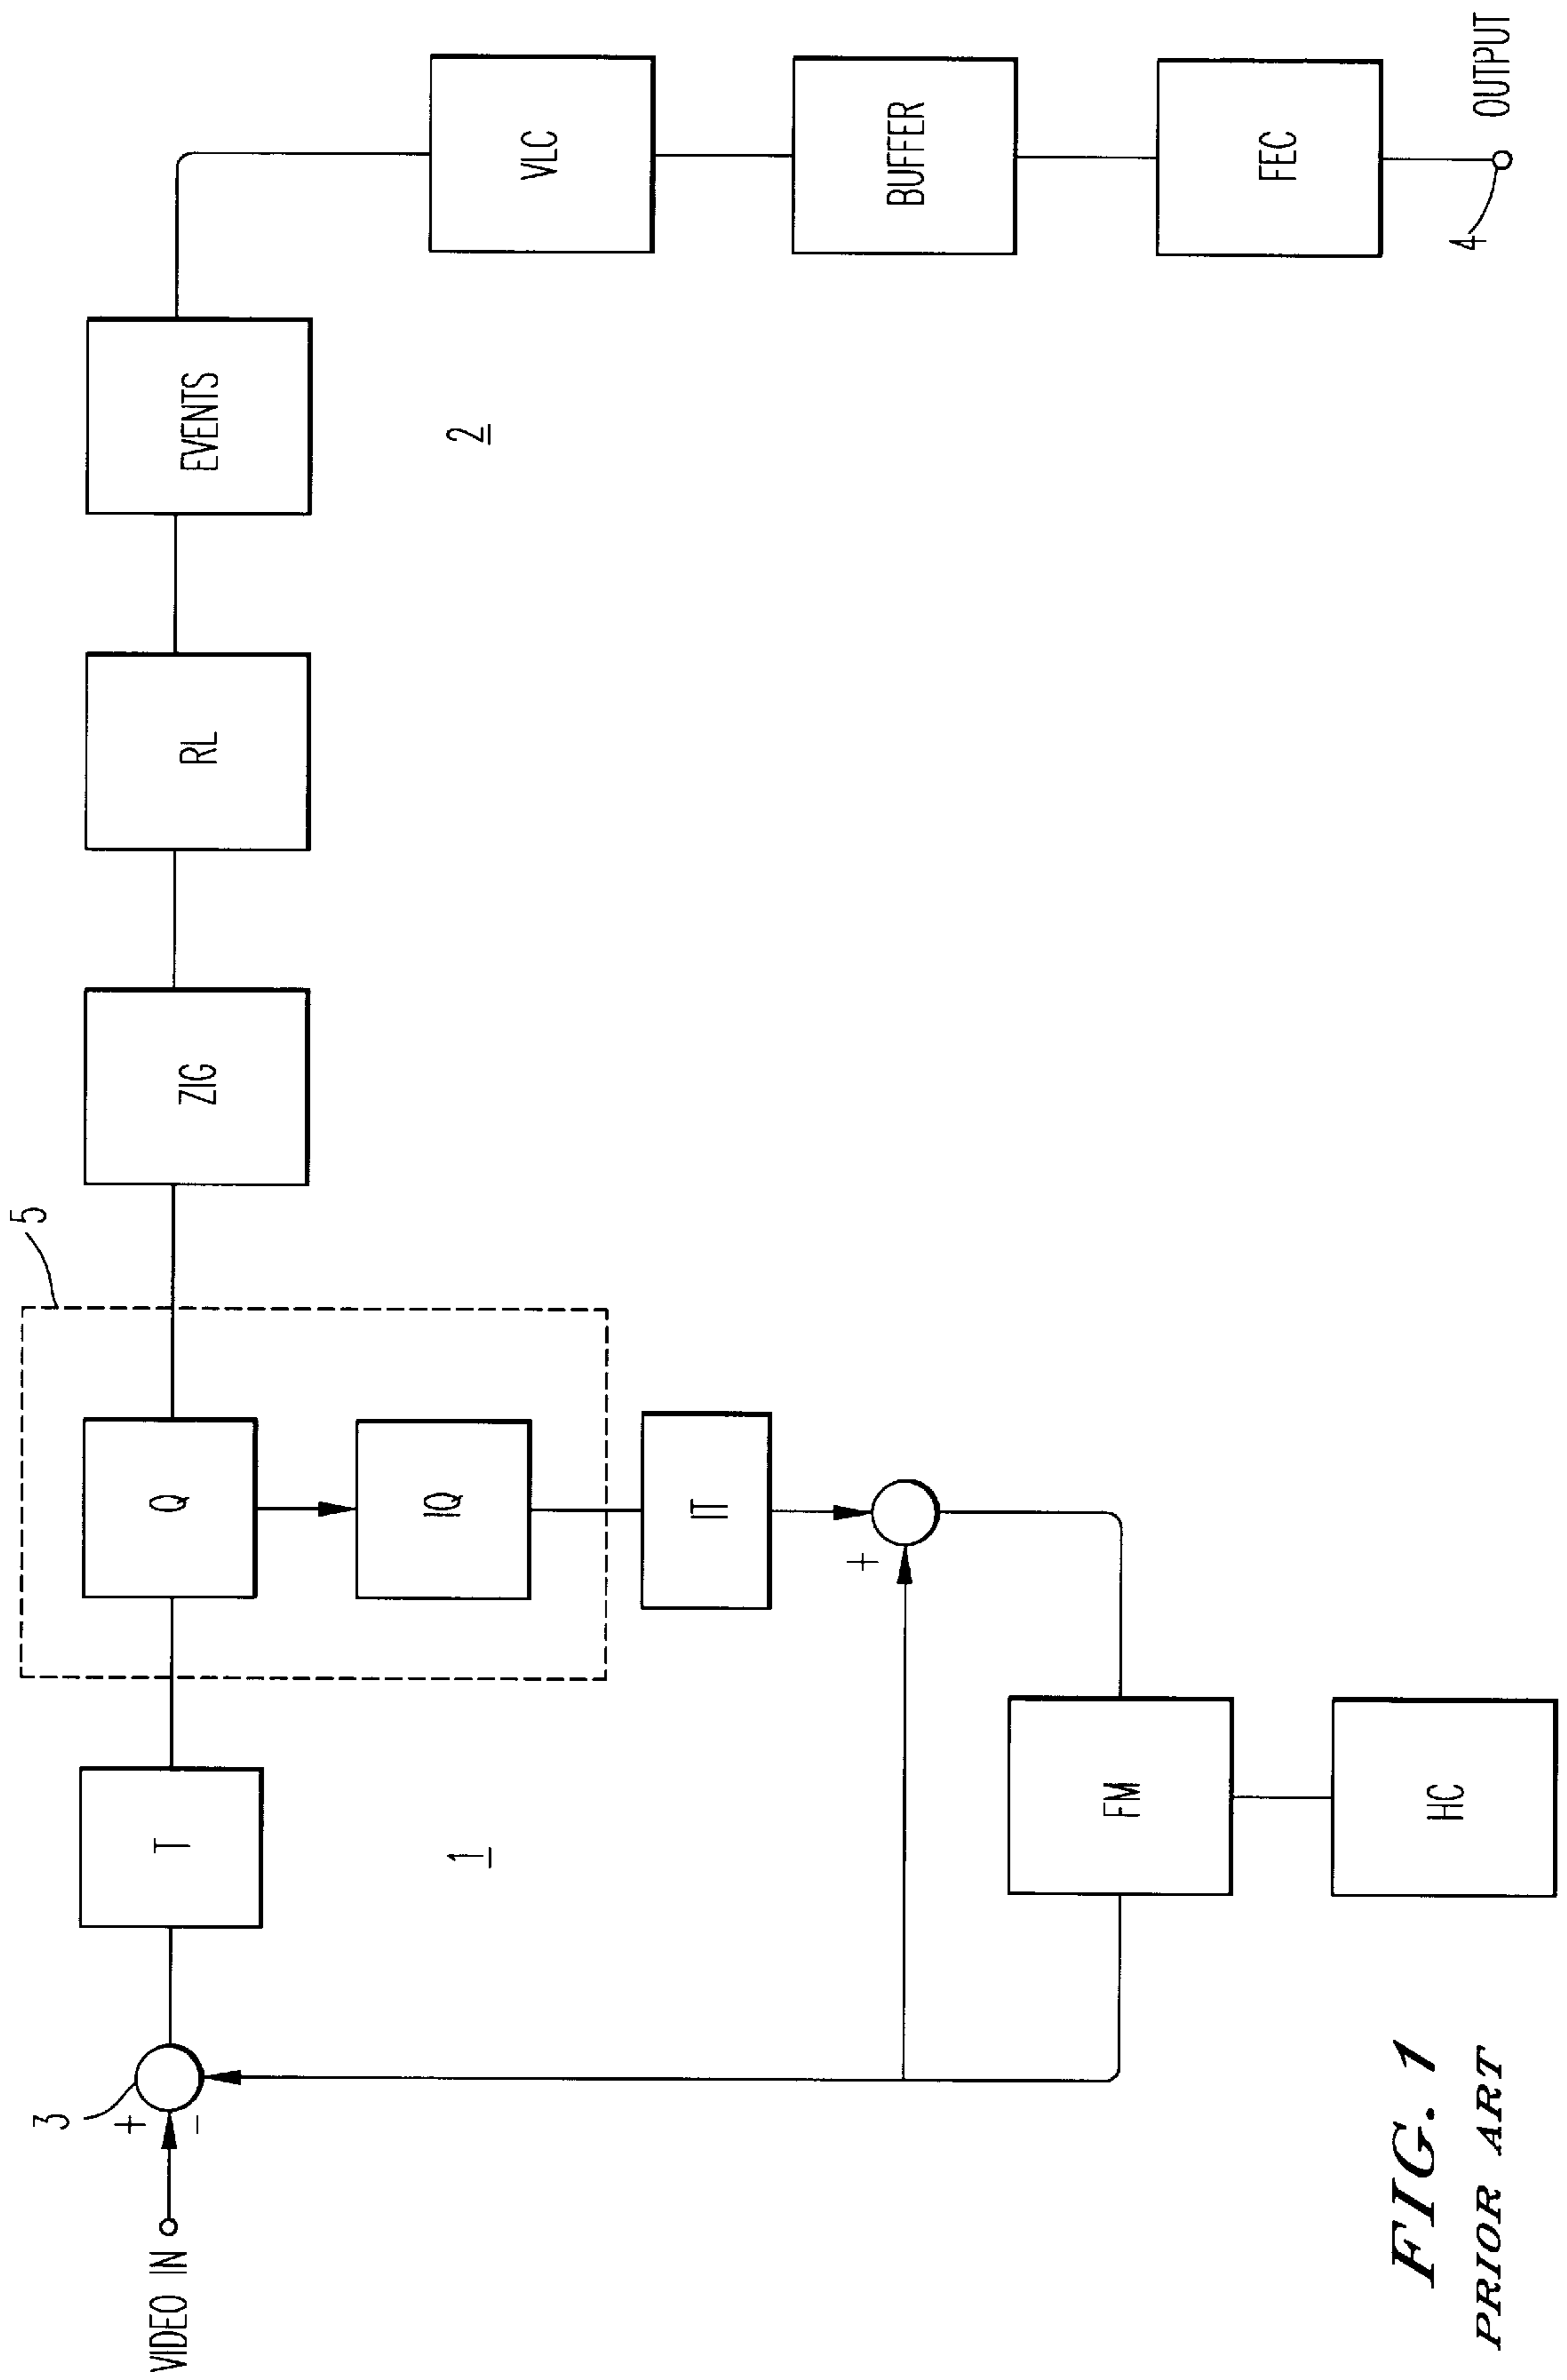 VIDEO IN
+
-
3
T
5
Q
IQ
IT
+
ZIG
RL
EVENTS
VLC
BUFFER
FEC
4
OUTPUT
1
2
FM
HC
FIG. 1
PRIOR ART